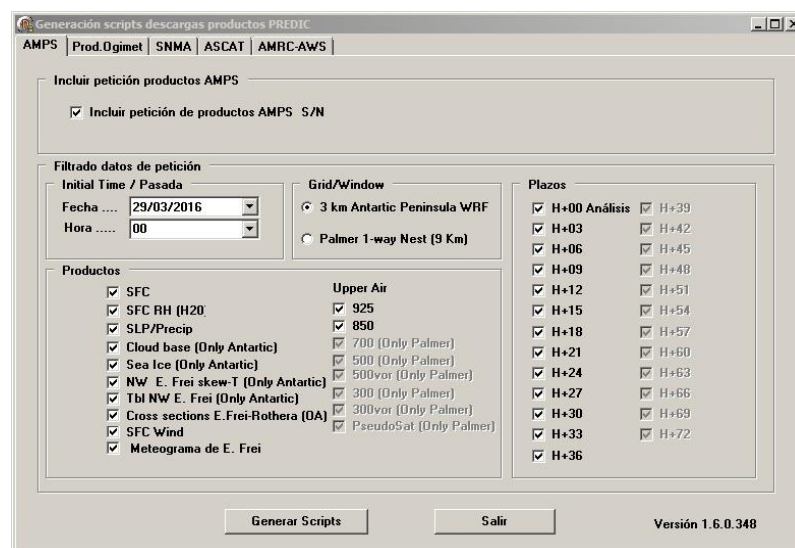 Generación scripts descargas productos PREDIC
AMPS Prod.Ogimet SNMA ASCAT AMRC-AWS
Incluir petición productos AMPS
Incluir petición de productos AMPS S/N
Filtrado datos de petición
Initial Time / Pasada
Fecha .... 29/03/2016
Hora ..... 00
Grid/Window
3 km Antartic Peninsula WRF
Palmer 1-way Nest (9 Km)
Productos
SFC
SFC RH (H20)
SLP/Precip
Cloud base (Only Antartic)
Sea Ice (Only Antartic)
NW E. Frei skew-T (Only Antartic)
Tbl NW E. Frei (Only Antartic)
Cross sections E.Frei-Rothera (OA)
SFC Wind
Meteograma de E. Frei
Upper Air
925
850
700 (Only Palmer)
500 (Only Palmer)
500vor (Only Palmer)
300 (Only Palmer)
300vor (Only Palmer)
PseudoSat (Only Palmer)
Plazos
H+00 Análisis
H+03
H+06
H+09
H+12
H+15
H+18
H+21
H+24
H+27
H+30
H+33
H+36
H+39
H+42
H+45
H+48
H+51
H+54
H+57
H+60
H+63
H+66
H+69
H+72
Generar Scripts
Salir
Versión 1.6.0.348